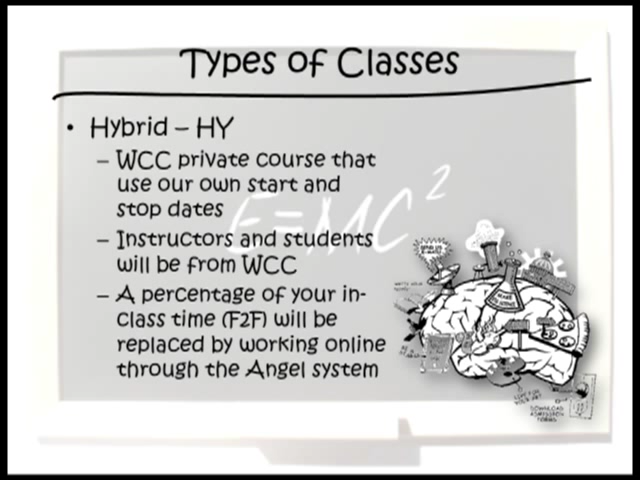 Types of Classes
• Hybrid – HY
– WCC private course that
use our own start and
stop dates
– Instructors and students
will be from WCC
– A percentage of your in-
class time (F2F) will be
replaced by working online
through the Angel system
E=MC²
DOWNLOAD